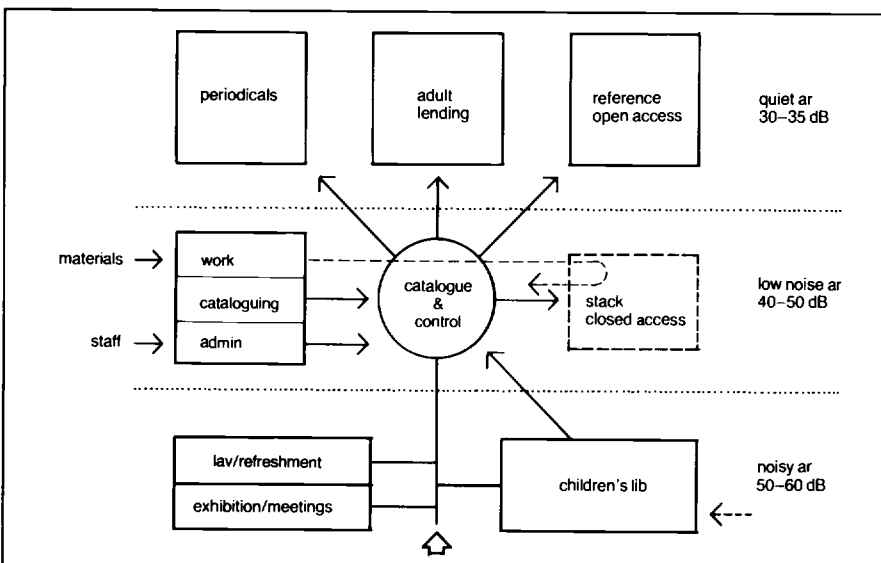 periodicals
adult
lending
reference
open access
quiet ar
30–35 dB
materials
work
cataloguing
staff
admin
catalogue
&
control
stack
closed access
low noise ar
40–50 dB
lav/refreshment
exhibition/meetings
children's lib
noisy ar
50–60 dB